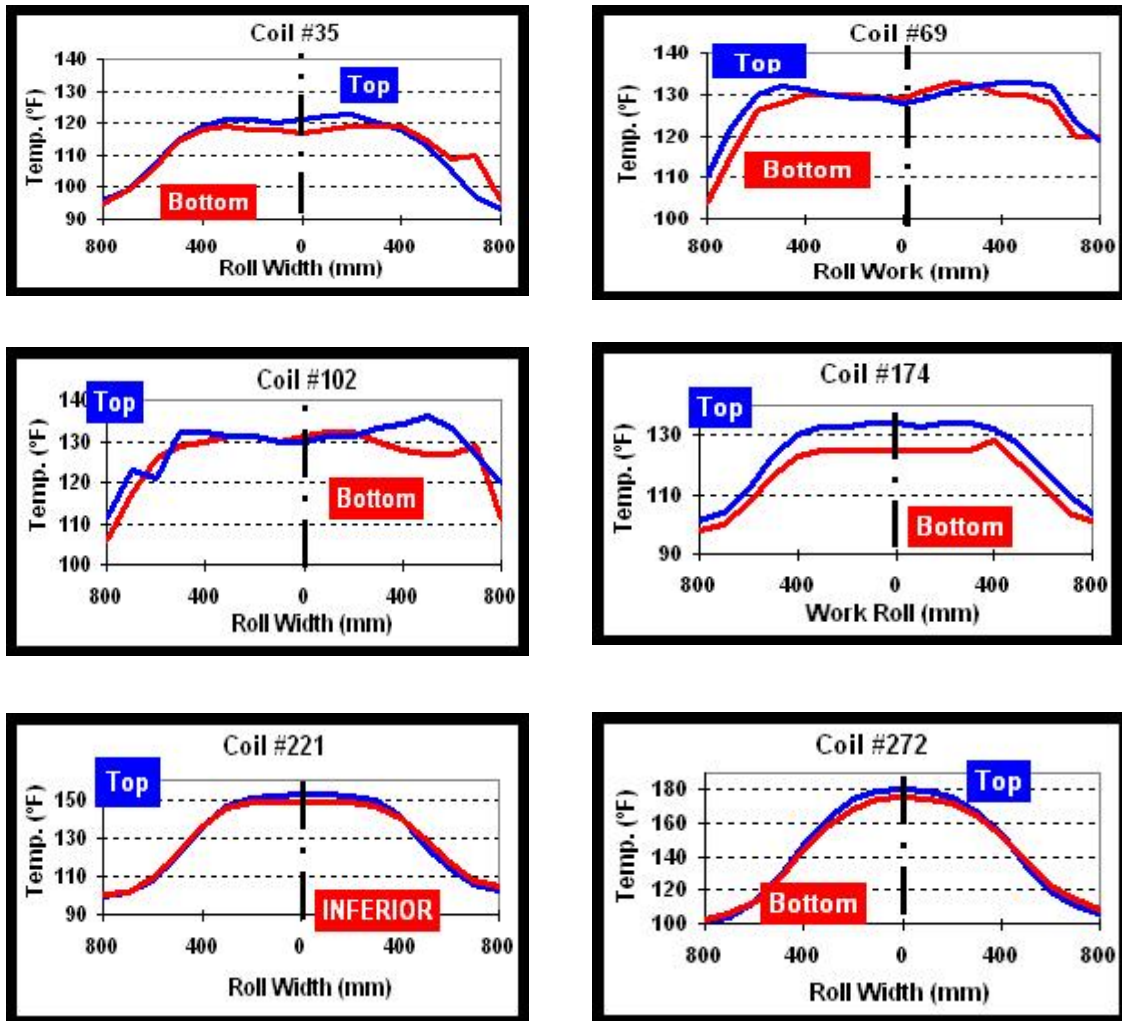 Coil #35
Temp. (°F)
140
130
120
110
100
90
Top
Bottom
800 400 0 400 800
Roll Width (mm)
Coil #69
Temp. (°F)
140
130
120
110
100
Top
Bottom
800 400 0 400 800
Roll Work (mm)
Coil #102
Temp. (°F)
140
130
120
110
100
Top
Bottom
800 400 0 400 800
Roll Width (mm)
Coil #174
Temp. (°F)
130
110
90
Top
Bottom
800 400 0 400 800
Work Roll (mm)
Coil #221
Temp. (°F)
150
130
110
90
Top
INFERIOR
800 400 0 400 800
Roll Width (mm)
Coil #272
Temp. (°F)
180
160
140
120
100
Top
Bottom
800 400 0 400 800
Roll Width (mm)